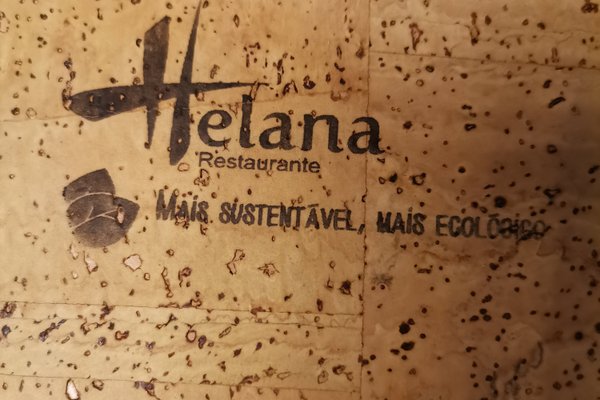 Helana
Restaurante
MAIS SUSTENTÁVEL, MAIS ECOLÓGICO